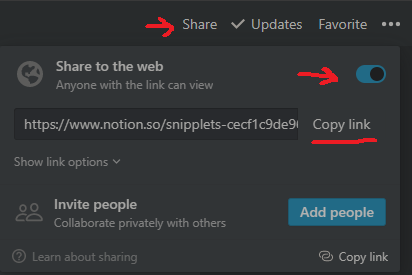 Share Updates Favorite
Share to the web
Anyone with the link can view
https://www.notion.so/snipplets-cecf1c9de9 Copy link
Show link options
Invite people
Collaborate privately with others
Add people
Learn about sharing Copy link